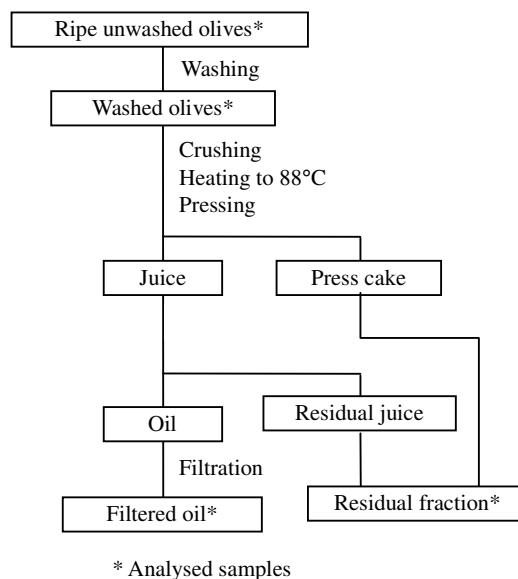 Ripe unwashed olives*
Washing
Washed olives*
Crushing
Heating to 88°C
Pressing
Juice
Press cake
Oil
Residual juice
Filtration
Filtered oil*
Residual fraction*
* Analysed samples